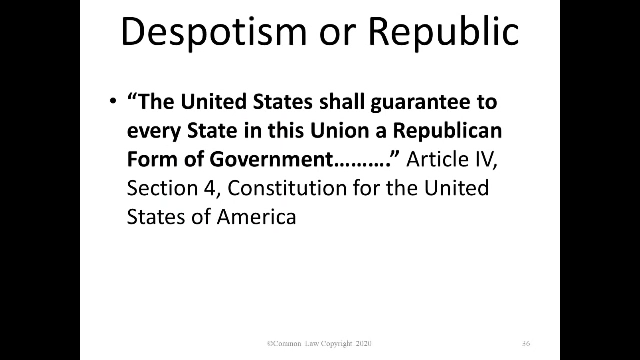 Despotism or Republic
• “The United States shall guarantee to
every State in this Union a Republican
Form of Government……….” Article IV,
Section 4, Constitution for the United
States of America
©Common Law Copyright 2020
36